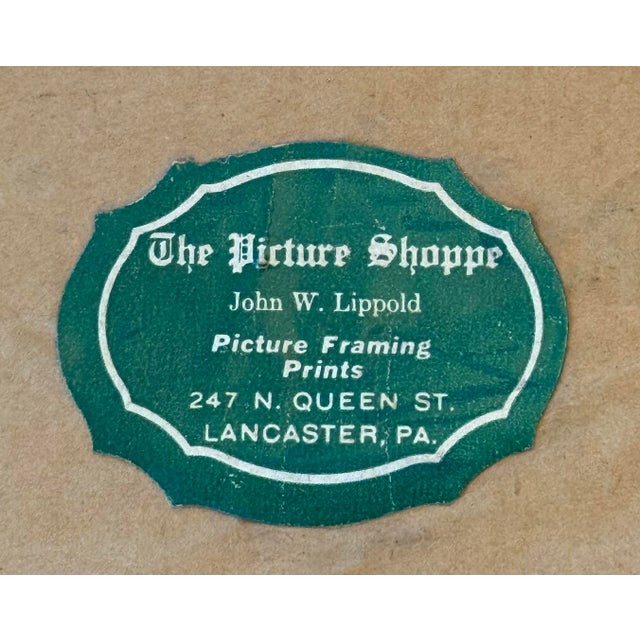 The Picture Shoppe
John W. Lippold
Picture Framing
Prints
247 N. QUEEN ST.
LANCASTER, PA.